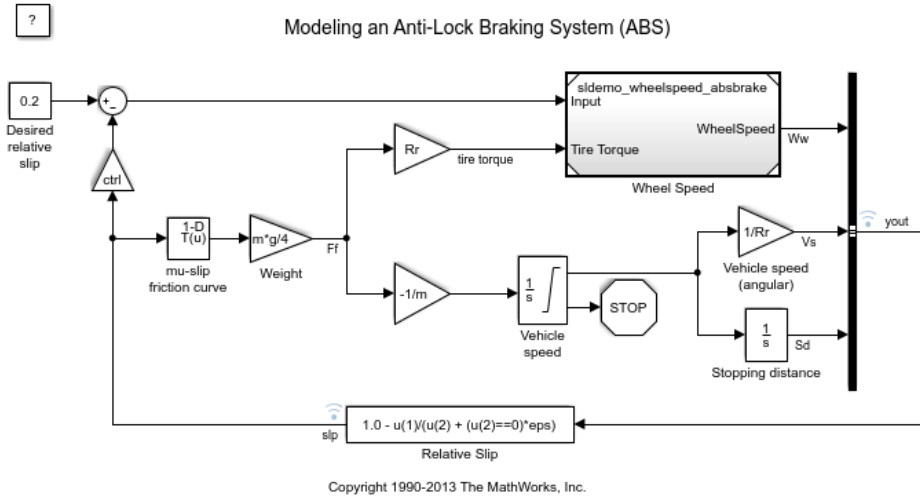 ?
Modeling an Anti-Lock Braking System (ABS)
0.2
Desired
relative
slip
+
−
ctrl
1-D
T(u)
mu-slip
friction curve
m*g/4
Weight
Ff
Rr
tire torque
sldemo_wheelspeed_absbrake
Input
WheelSpeed
Tire Torque
Wheel Speed
Ww
-1/m
1
s
Vehicle
speed
STOP
1/Rr
Vs
Vehicle speed
(angular)
1
s
Sd
Stopping distance
yout
slp
1.0 - u(1)/(u(2) + (u(2)==0)*eps)
Relative Slip
Copyright 1990-2013 The MathWorks, Inc.